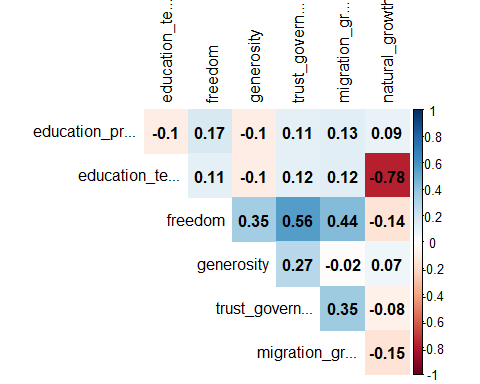 education_te...
freedom
generosity
trust_govern...
migration_gr...
natural_growth
education_pr... -0.1 0.17 -0.1 0.11 0.13 0.09
education_te... 0.11 -0.1 0.12 0.12 -0.78
freedom 0.35 0.56 0.44 -0.14
generosity 0.27 -0.02 0.07
trust_govern... 0.35 -0.08
migration_gr... -0.15
1
0.8
0.6
0.4
0.2
0
-0.2
-0.4
-0.6
-0.8
-1